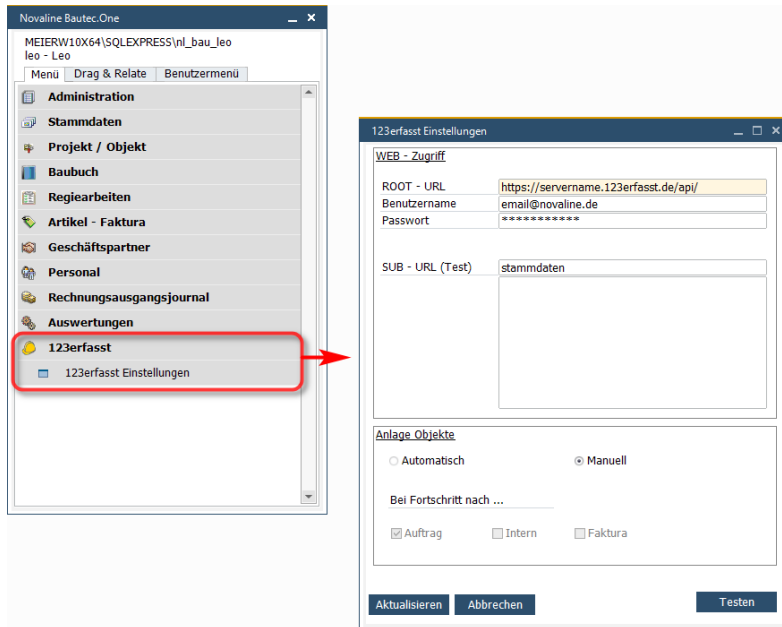 Novaline Bautec.One
MEIERW10X64\SQLEXPRESS\nl_bau_leo
leo - Leo
Menü Drag & Relate Benutzermenü
Administration
Stammdaten
Projekt / Objekt
Baubuch
Regiearbeiten
Artikel - Faktura
Geschäftspartner
Personal
Rechnungsausgangsjournal
Auswertungen
123erfasst
123erfasst Einstellungen
123erfasst Einstellungen
WEB - Zugriff
ROOT - URL https://servername.123erfasst.de/api/
Benutzername email@novaline.de
Passwort ***********
SUB - URL (Test) stammdaten
Anlage Objekte
Automatisch Manuell
Bei Fortschritt nach ...
Auftrag Intern Faktura
Aktualisieren Abbrechen Testen